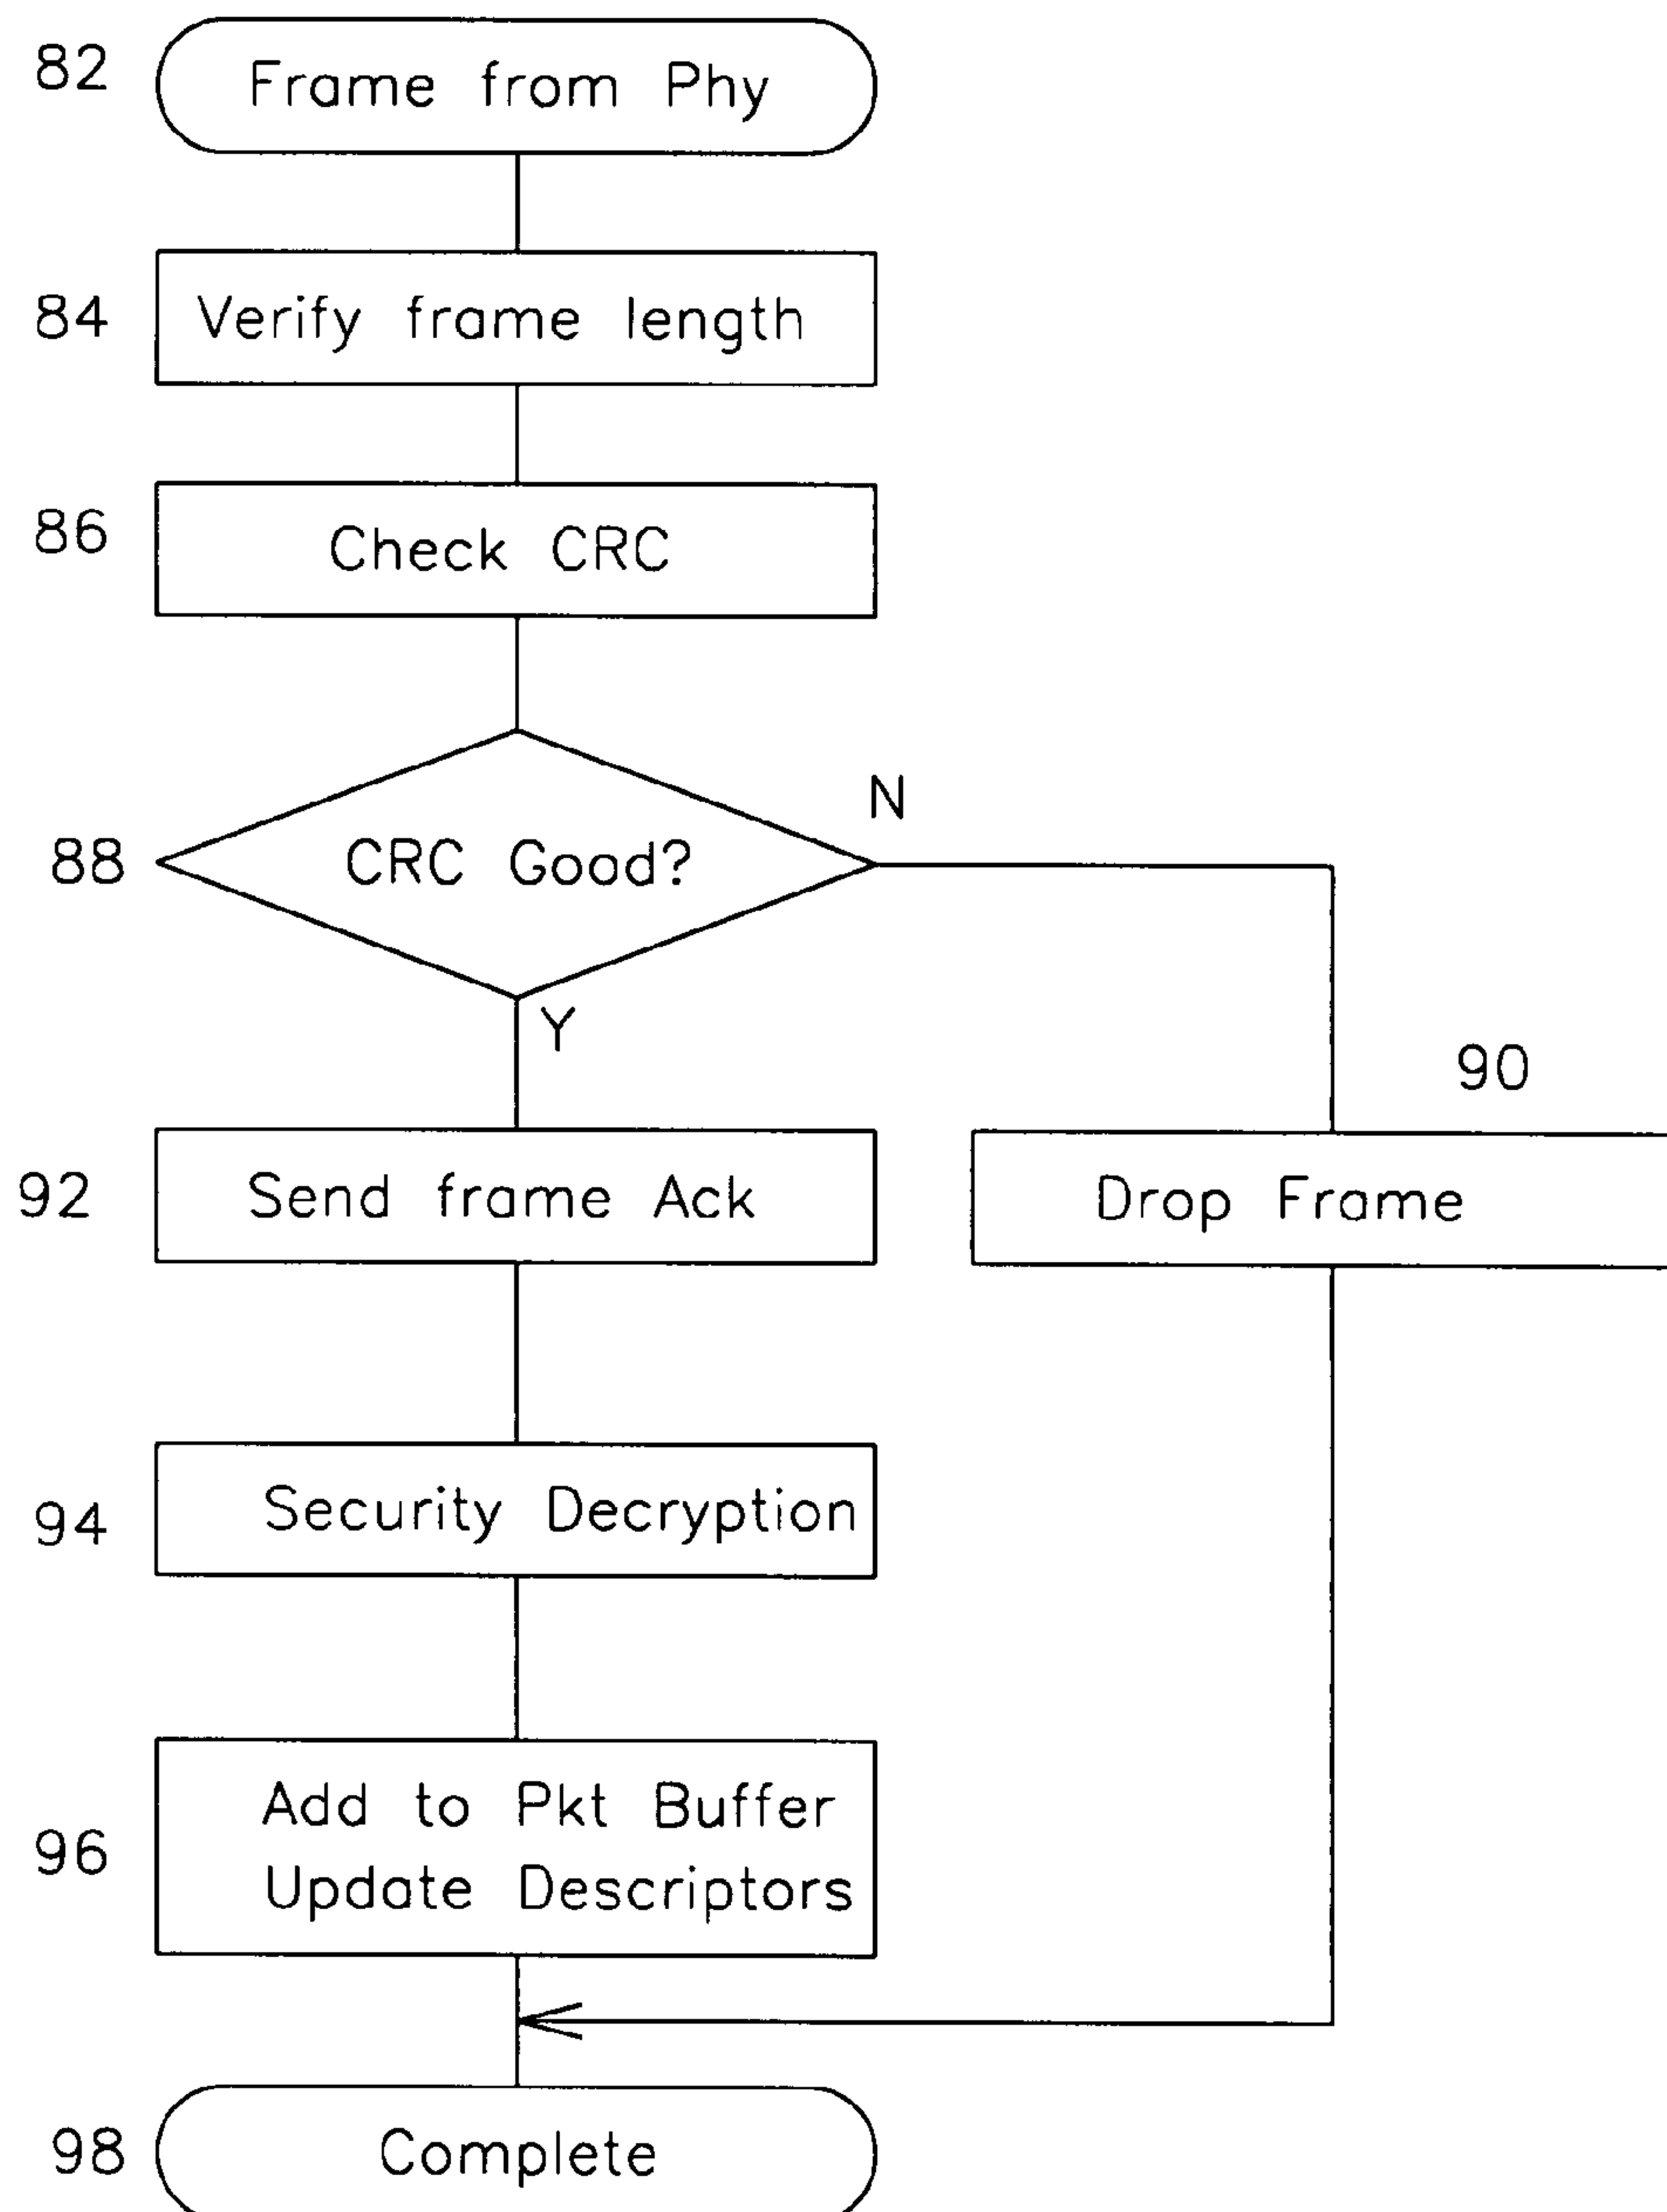 82
Frame from Phy
84
Verify frame length
86
Check CRC
88
CRC Good?
N
Y
90
92
Send frame Ack
Drop Frame
94
Security Decryption
96
Add to Pkt Buffer
Update Descriptors
98
Complete